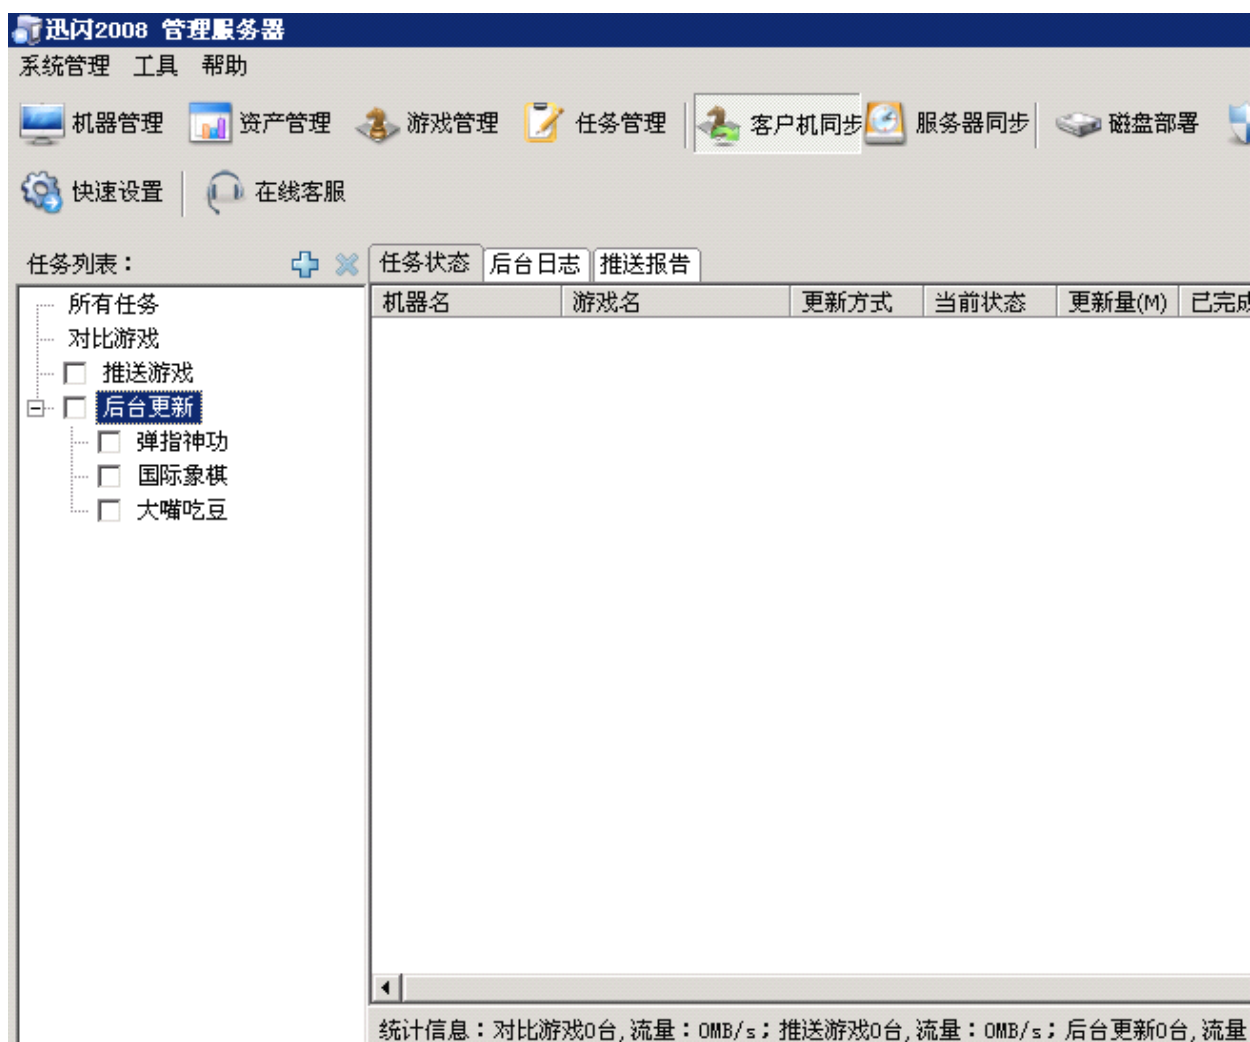 迅闪2008 管理服务器
系统管理 工具 帮助
机器管理 资产管理 游戏管理 任务管理 客户机同步 服务器同步 磁盘部署
快速设置 在线客服
任务列表： 任务状态 后台日志 推送报告
机器名 游戏名 更新方式 当前状态 更新量(M) 已完成
所有任务
对比游戏
推送游戏
后台更新
弹指神功
国际象棋
大嘴吃豆
统计信息：对比游戏0台,流量：0MB/s；推送游戏0台,流量：0MB/s；后台更新0台,流量